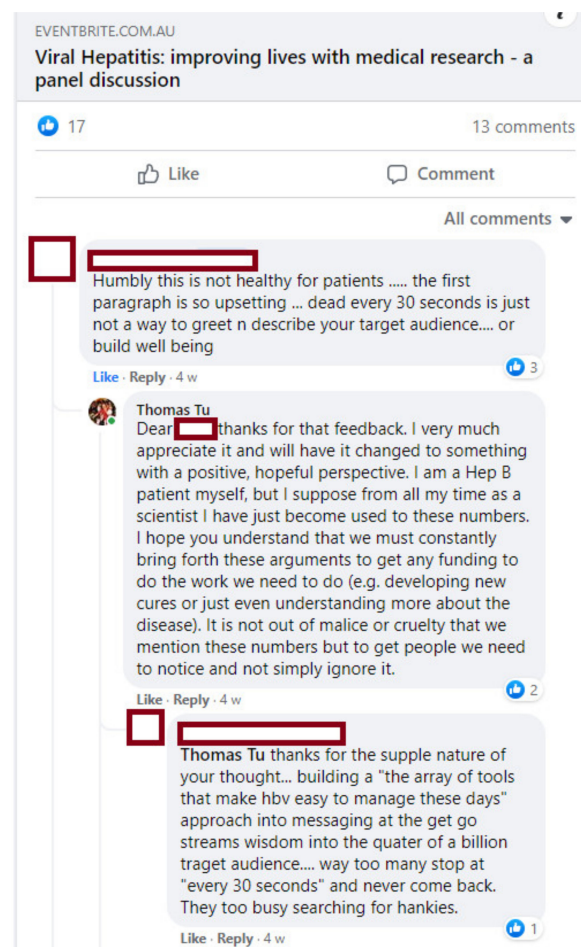 EVENTBRITE.COM.AU
Viral Hepatitis: improving lives with medical research - a
panel discussion
17
13 comments
Like
Comment
All comments
Humbly this is not healthy for patients ..... the first
paragraph is so upsetting ... dead every 30 seconds is just
not a way to greet n describe your target audience.... or
build well being
Like · Reply · 4 w
3
Thomas Tu
Dear thanks for that feedback. I very much
appreciate it and will have it changed to something
with a positive, hopeful perspective. I am a Hep B
patient myself, but I suppose from all my time as a
scientist I have just become used to these numbers.
I hope you understand that we must constantly
bring forth these arguments to get any funding to
do the work we need to do (e.g. developing new
cures or just even understanding more about the
disease). It is not out of malice or cruelty that we
mention these numbers but to get people we need
to notice and not simply ignore it.
Like · Reply · 4 w
2
Thomas Tu thanks for the supple nature of
your thought... building a "the array of tools
that make hbv easy to manage these days"
approach into messaging at the get go
streams wisdom into the quater of a billion
traget audience.... way too many stop at
"every 30 seconds" and never come back.
They too busy searching for hankies.
Like · Reply · 4 w
1